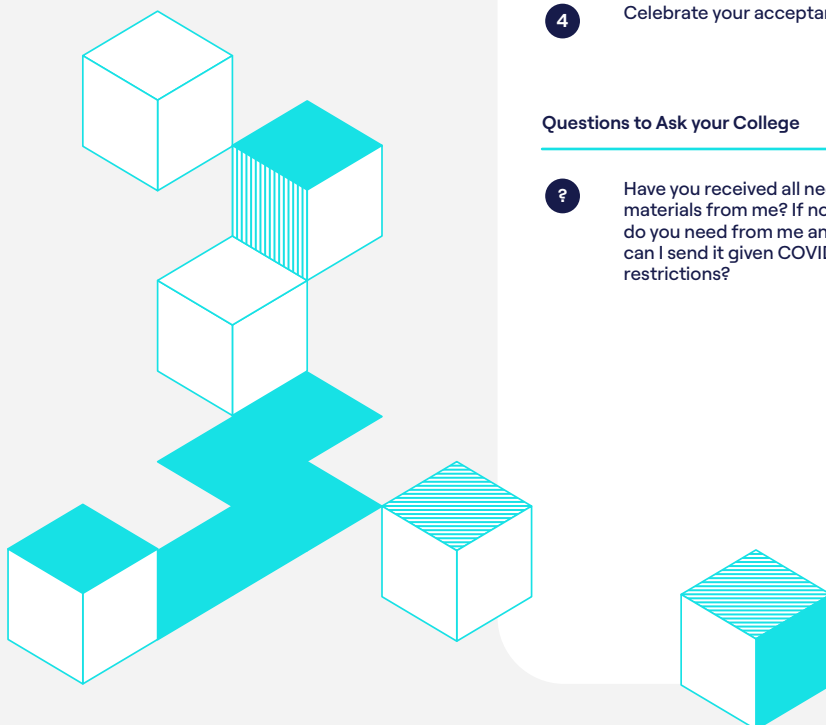 4
Celebrate your
Questions to Ask your College
?
Have you received all
materials from me? If
do you need from me
can I send it given
restrictions?